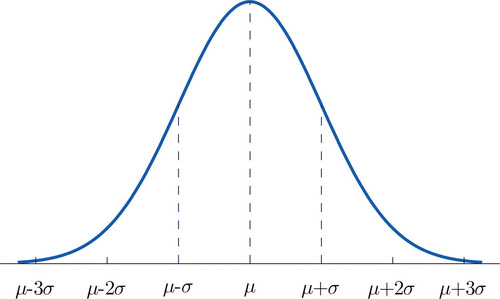 μ-3σ μ-2σ μ-σ μ μ+σ μ+2σ μ+3σ